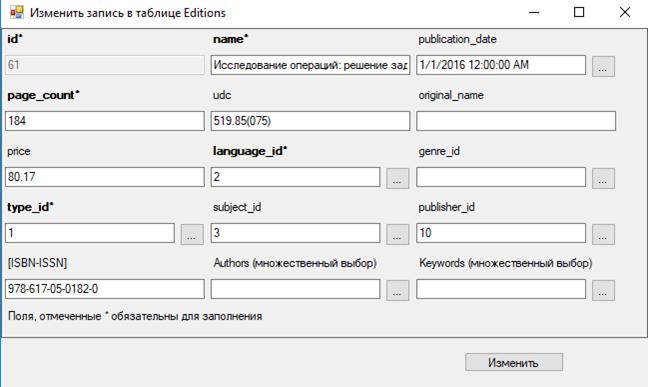 Изменить запись в таблице Editions
id* name* publication_date
61 Исследование операций: решение зад 1/1/2016 12:00:00 AM ...
page_count* udc original_name
184 519.85(075)
price language_id* genre_id
80.17 2 ... ...
type_id* subject_id publisher_id
1 ... 3 ... 10 ...
[ISBN-ISSN] Authors (множественный выбор) Keywords (множественный выбор)
978-617-05-0182-0 ... ...
Поля, отмеченные * обязательны для заполнения
Изменить